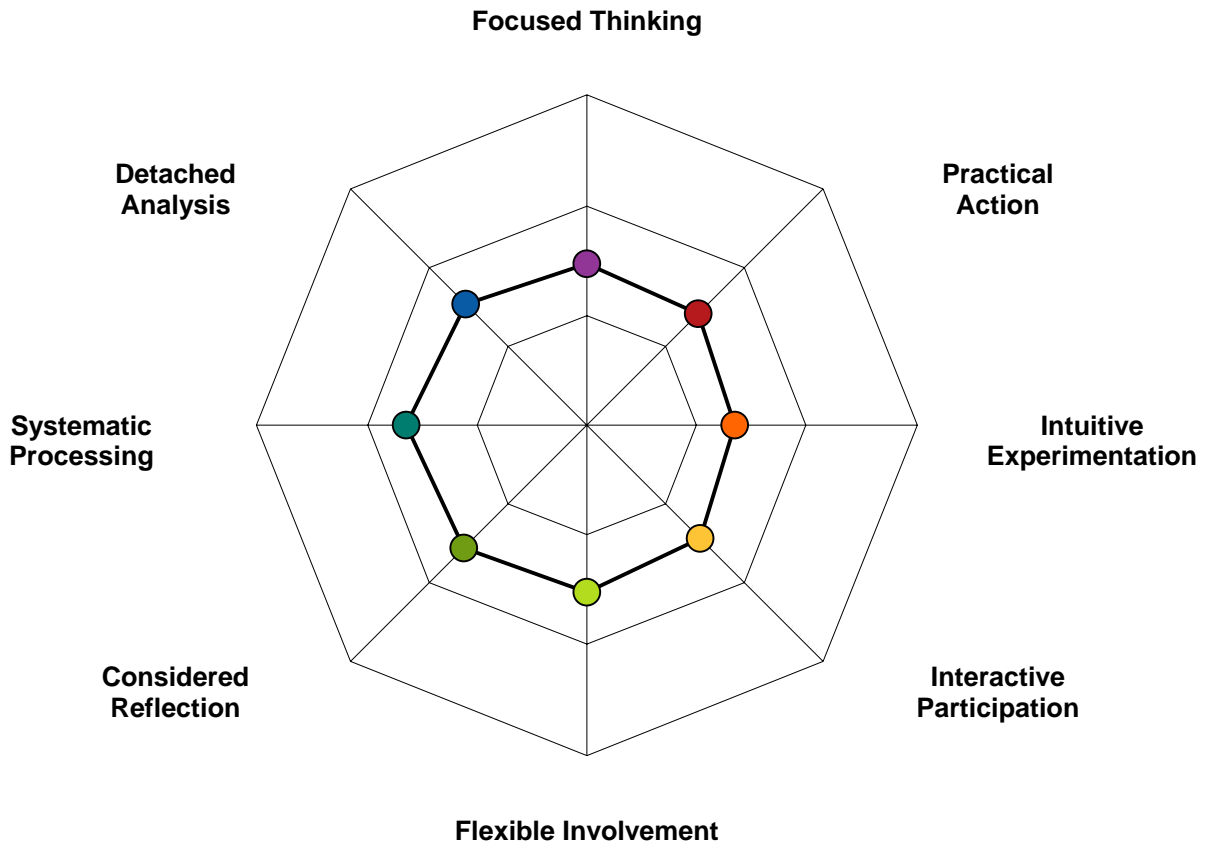 Focused Thinking
Detached
Analysis
Practical
Action
Systematic
Processing
Intuitive
Experimentation
Considered
Reflection
Interactive
Participation
Flexible Involvement